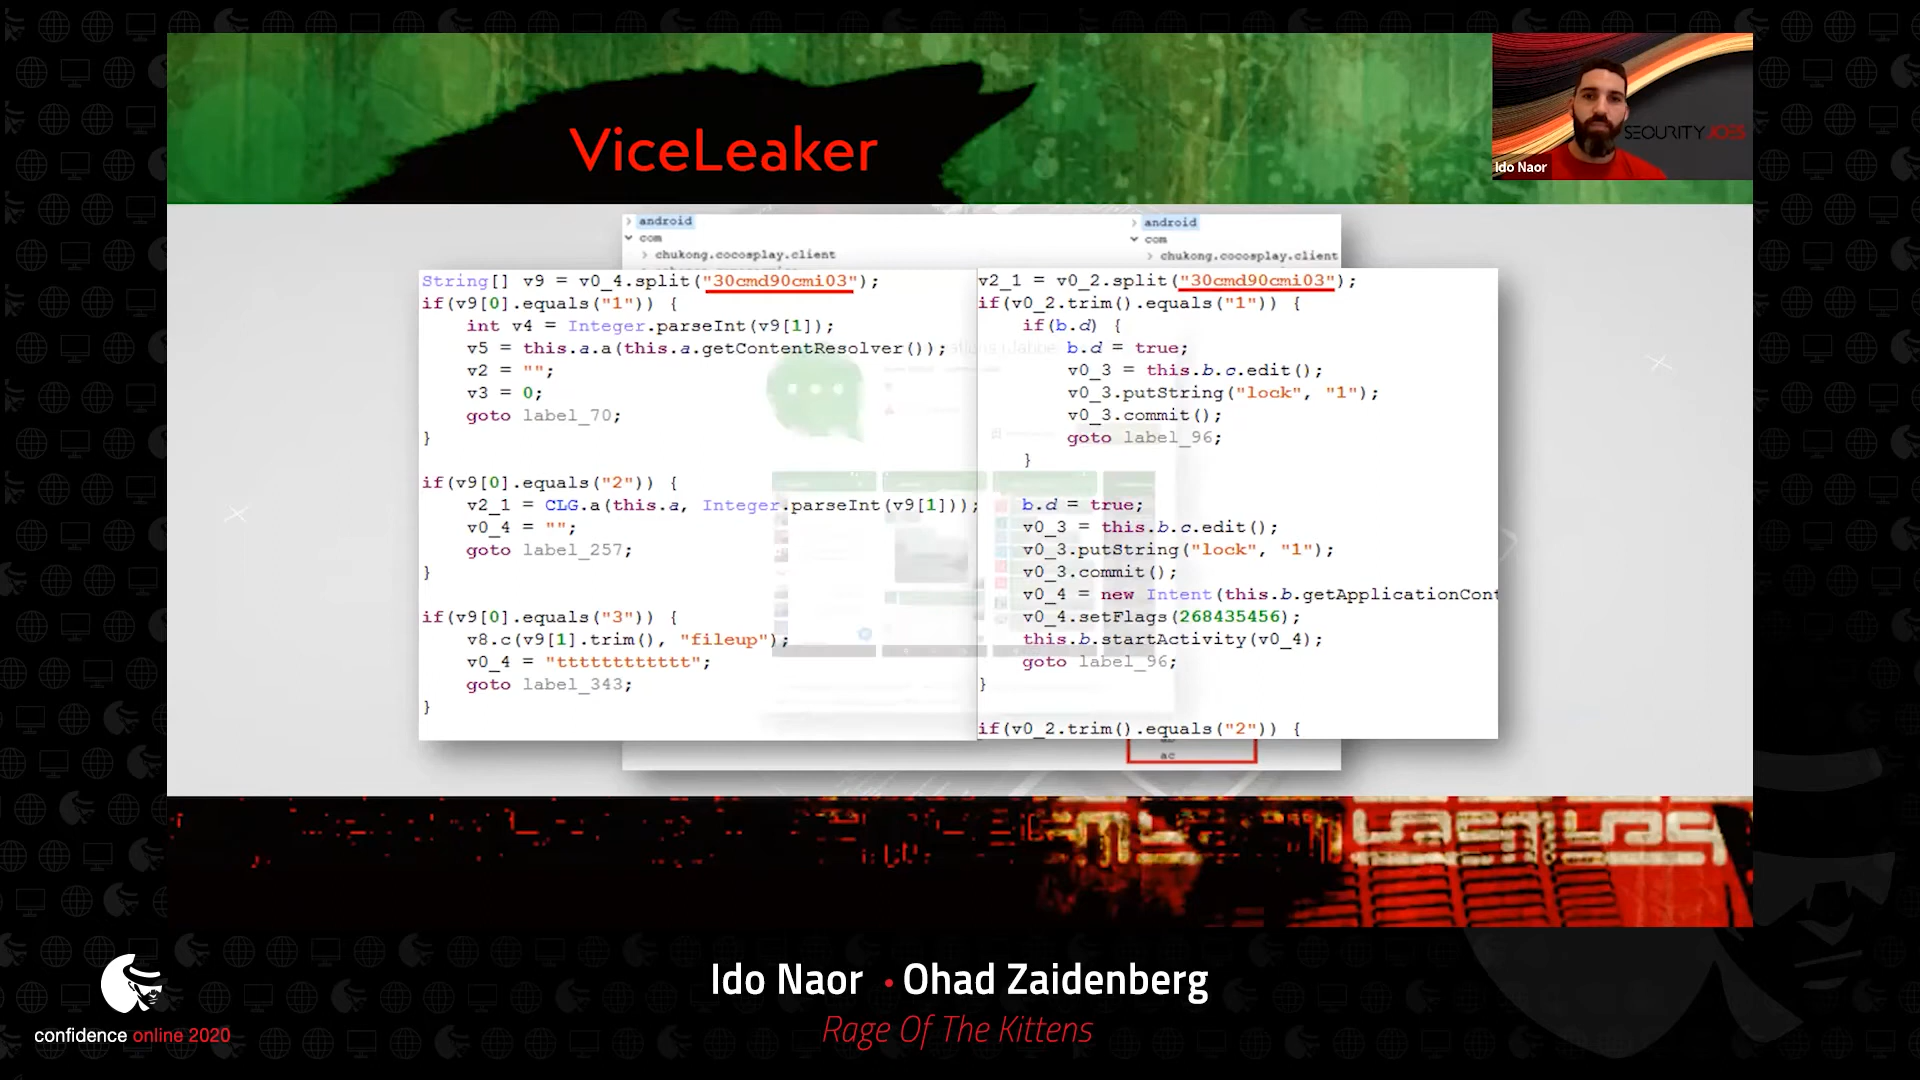 ViceLeaker
SEQURITY JOES
Ido Naor
android
com
chukong.cocosplay.client
android
com
chukong.cocosplay.client
String[] v9 = v0_4.split("30cmd90cmi03");
if(v9[0].equals("1")) {
int v4 = Integer.parseInt(v9[1]);
v5 = this.a.a(this.a.getContentResolver());
v2 = "";
v3 = 0;
goto label_70;
}
if(v9[0].equals("2")) {
v2_1 = CLG.a(this.a, Integer.parseInt(v9[1]));
v0_4 = "";
goto label_257;
}
if(v9[0].equals("3")) {
v8.c(v9[1].trim(), "fileup");
v0_4 = "tttttttttttt";
goto label_343;
}
v2_1 = v0_2.split("30cmd90cmi03");
if(v0_2.trim().equals("1")) {
if(b.d) {
b.d = true;
v0_3 = this.b.c.edit();
v0_3.putString("lock", "1");
v0_3.commit();
goto label_96;
}
b.d = true;
v0_3 = this.b.c.edit();
v0_3.putString("lock", "1");
v0_3.commit();
v0_4 = new Intent(this.b.getApplicationCont
v0_4.setFlags(268435456);
this.b.startActivity(v0_4);
goto label_96;
}
if(v0_2.trim().equals("2")) {
ac
Ido Naor • Ohad Zaidenberg
Rage Of The Kittens
confidence online 2020